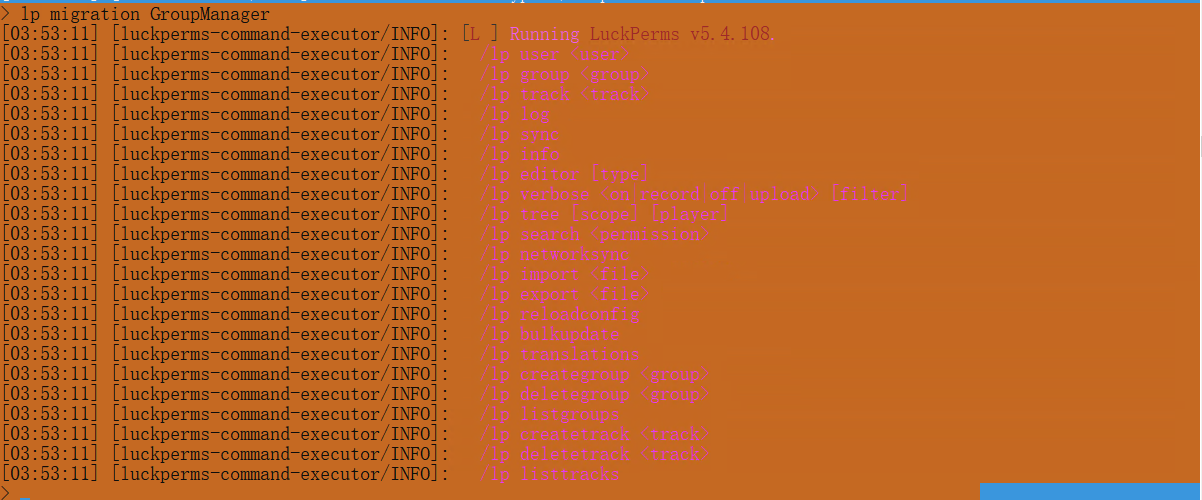 > lp migration GroupManager
[03:53:11] [luckperms-command-executor/INFO]: [L ] Running LuckPerms v5.4.108.
[03:53:11] [luckperms-command-executor/INFO]: /lp user <user>
[03:53:11] [luckperms-command-executor/INFO]: /lp group <group>
[03:53:11] [luckperms-command-executor/INFO]: /lp track <track>
[03:53:11] [luckperms-command-executor/INFO]: /lp log
[03:53:11] [luckperms-command-executor/INFO]: /lp sync
[03:53:11] [luckperms-command-executor/INFO]: /lp info
[03:53:11] [luckperms-command-executor/INFO]: /lp editor [type]
[03:53:11] [luckperms-command-executor/INFO]: /lp verbose <on|record|off|upload> [filter]
[03:53:11] [luckperms-command-executor/INFO]: /lp tree [scope] [player]
[03:53:11] [luckperms-command-executor/INFO]: /lp search <permission>
[03:53:11] [luckperms-command-executor/INFO]: /lp networksync
[03:53:11] [luckperms-command-executor/INFO]: /lp import <file>
[03:53:11] [luckperms-command-executor/INFO]: /lp export <file>
[03:53:11] [luckperms-command-executor/INFO]: /lp reloadconfig
[03:53:11] [luckperms-command-executor/INFO]: /lp bulkupdate
[03:53:11] [luckperms-command-executor/INFO]: /lp translations
[03:53:11] [luckperms-command-executor/INFO]: /lp creategroup <group>
[03:53:11] [luckperms-command-executor/INFO]: /lp deletegroup <group>
[03:53:11] [luckperms-command-executor/INFO]: /lp listgroups
[03:53:11] [luckperms-command-executor/INFO]: /lp createtrack <track>
[03:53:11] [luckperms-command-executor/INFO]: /lp deletetrack <track>
[03:53:11] [luckperms-command-executor/INFO]: /lp listtracks
>